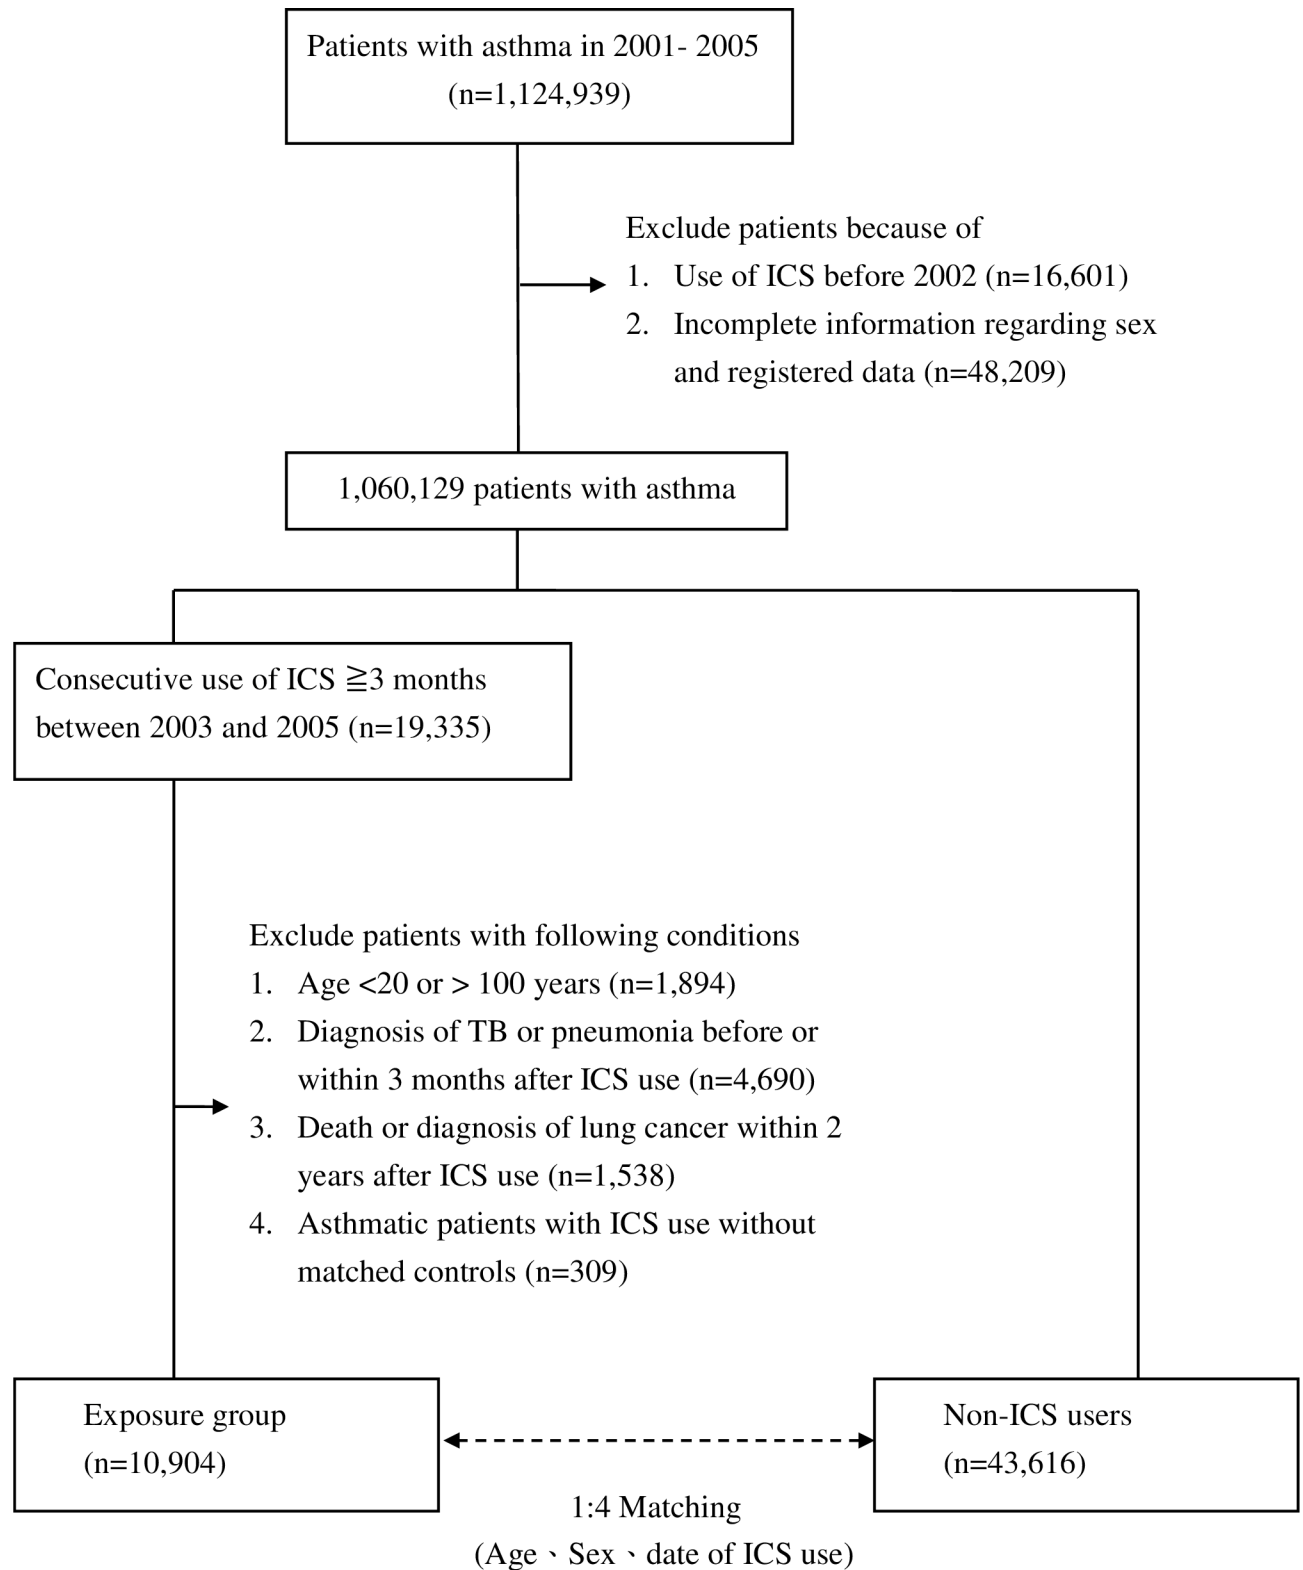 Patients with asthma in 2001- 2005
(n=1,124,939)
Exclude patients because of
1. Use of ICS before 2002 (n=16,601)
2. Incomplete information regarding sex
and registered data (n=48,209)
1,060,129 patients with asthma
Consecutive use of ICS ≧3 months
between 2003 and 2005 (n=19,335)
Exclude patients with following conditions
1. Age <20 or > 100 years (n=1,894)
2. Diagnosis of TB or pneumonia before or
within 3 months after ICS use (n=4,690)
3. Death or diagnosis of lung cancer within 2
years after ICS use (n=1,538)
4. Asthmatic patients with ICS use without
matched controls (n=309)
Exposure group
(n=10,904)
Non-ICS users
(n=43,616)
1:4 Matching
(Age、Sex、date of ICS use)